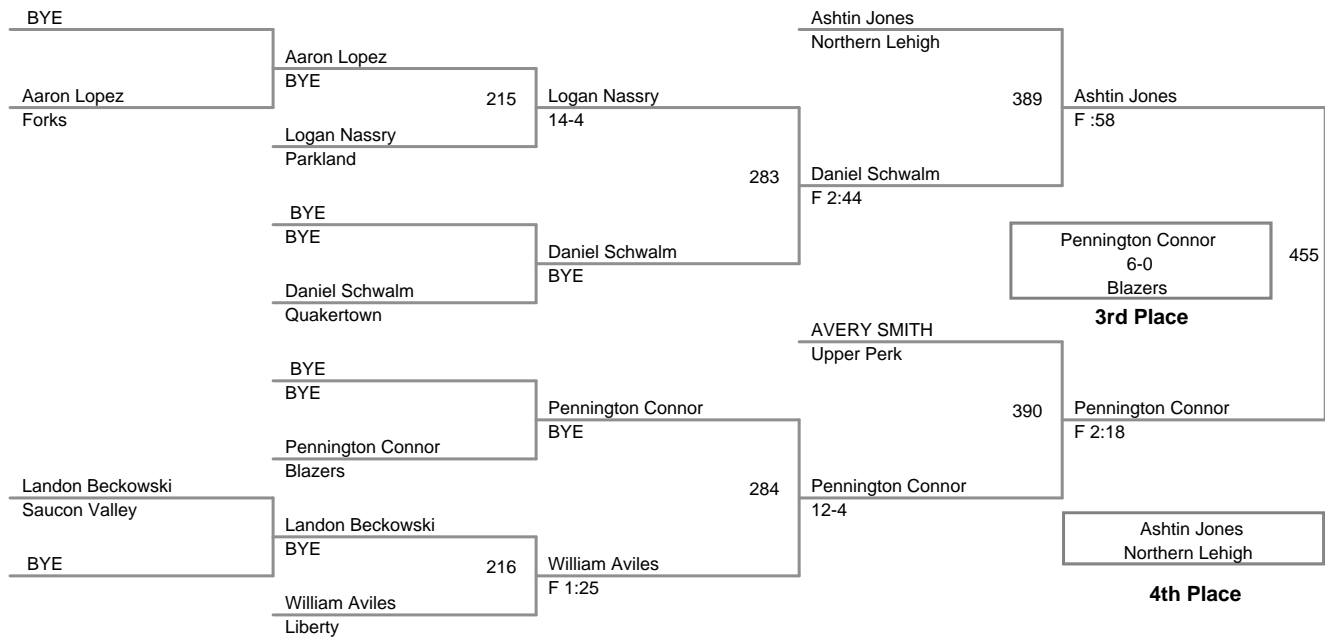 BYE
Aaron Lopez
Forks
Aaron Lopez
BYE
215
Logan Nassry
Parkland
Logan Nassry
14-4
BYE
BYE
Daniel Schwalm
Quakertown
Daniel Schwalm
BYE
283
Daniel Schwalm
F 2:44
Ashtin Jones
Northern Lehigh
389
Ashtin Jones
F :58
Pennington Connor
6-0
Blazers
3rd Place
455
BYE
BYE
Pennington Connor
Blazers
Pennington Connor
BYE
Landon Beckowski
Saucon Valley
BYE
Landon Beckowski
BYE
216
William Aviles
Liberty
William Aviles
F 1:25
284
Pennington Connor
12-4
AVERY SMITH
Upper Perk
390
Pennington Connor
F 2:18
Ashtin Jones
Northern Lehigh
4th Place